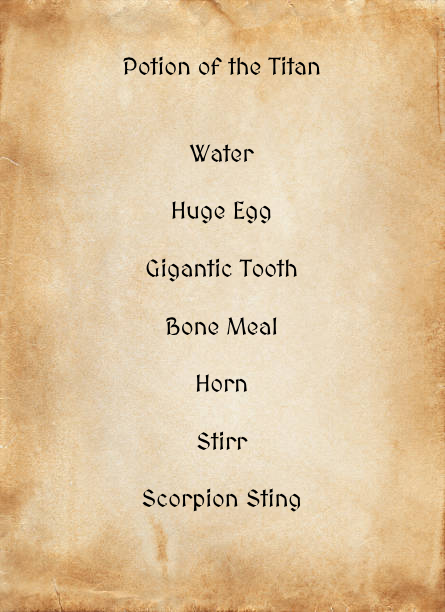 Potion of the Titan
Water
Huge Egg
Gigantic Tooth
Bone Meal
Horn
Stirr
Scorpion Sting